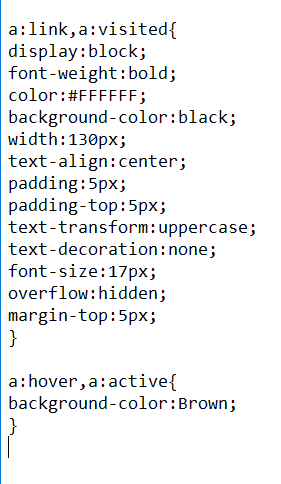 a:link,a:visited{
display:block;
font-weight:bold;
color:#FFFFFF;
background-color:black;
width:130px;
text-align:center;
padding:5px;
padding-top:5px;
text-transform:uppercase;
text-decoration:none;
font-size:17px;
overflow:hidden;
margin-top:5px;
}

a:hover,a:active{
background-color:Brown;
}